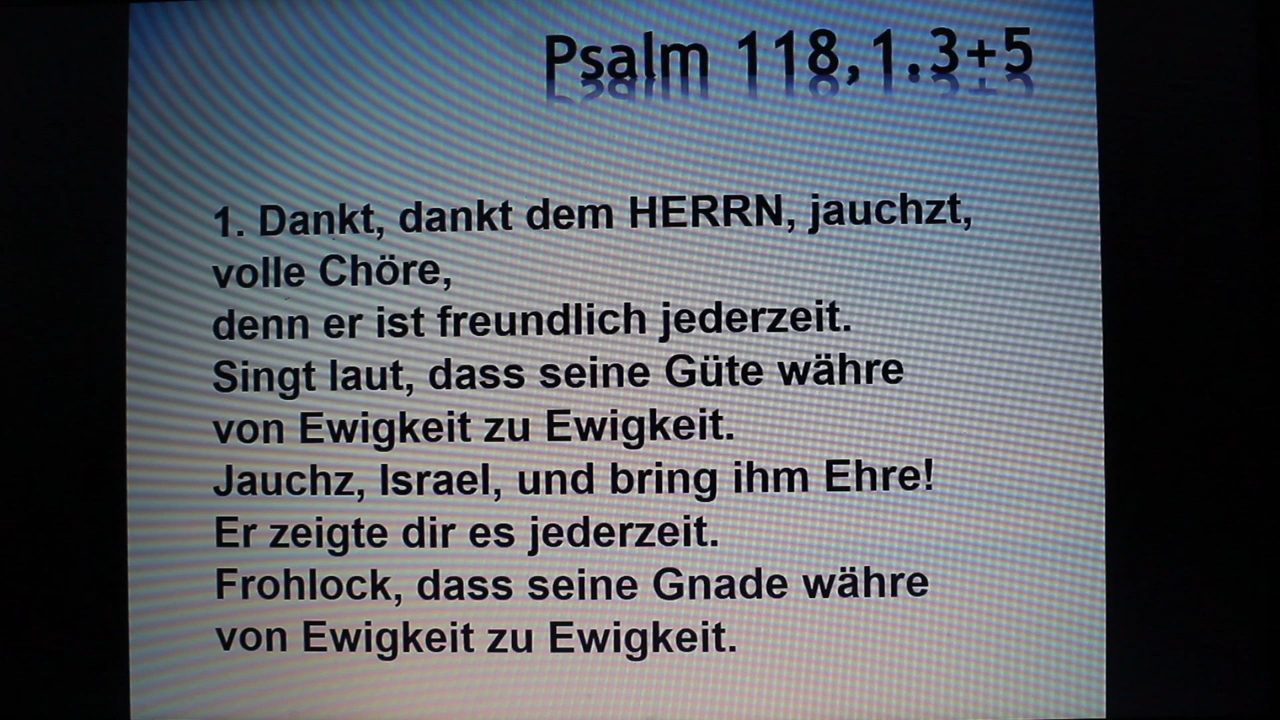 Psalm 118,1.3+5
1. Dankt, dankt dem HERRN, jauchzt,
volle Chöre,
denn er ist freundlich jederzeit.
Singt laut, dass seine Güte währe
von Ewigkeit zu Ewigkeit.
Jauchz, Israel, und bring ihm Ehre!
Er zeigte dir es jederzeit.
Frohlock, dass seine Gnade währe
von Ewigkeit zu Ewigkeit.